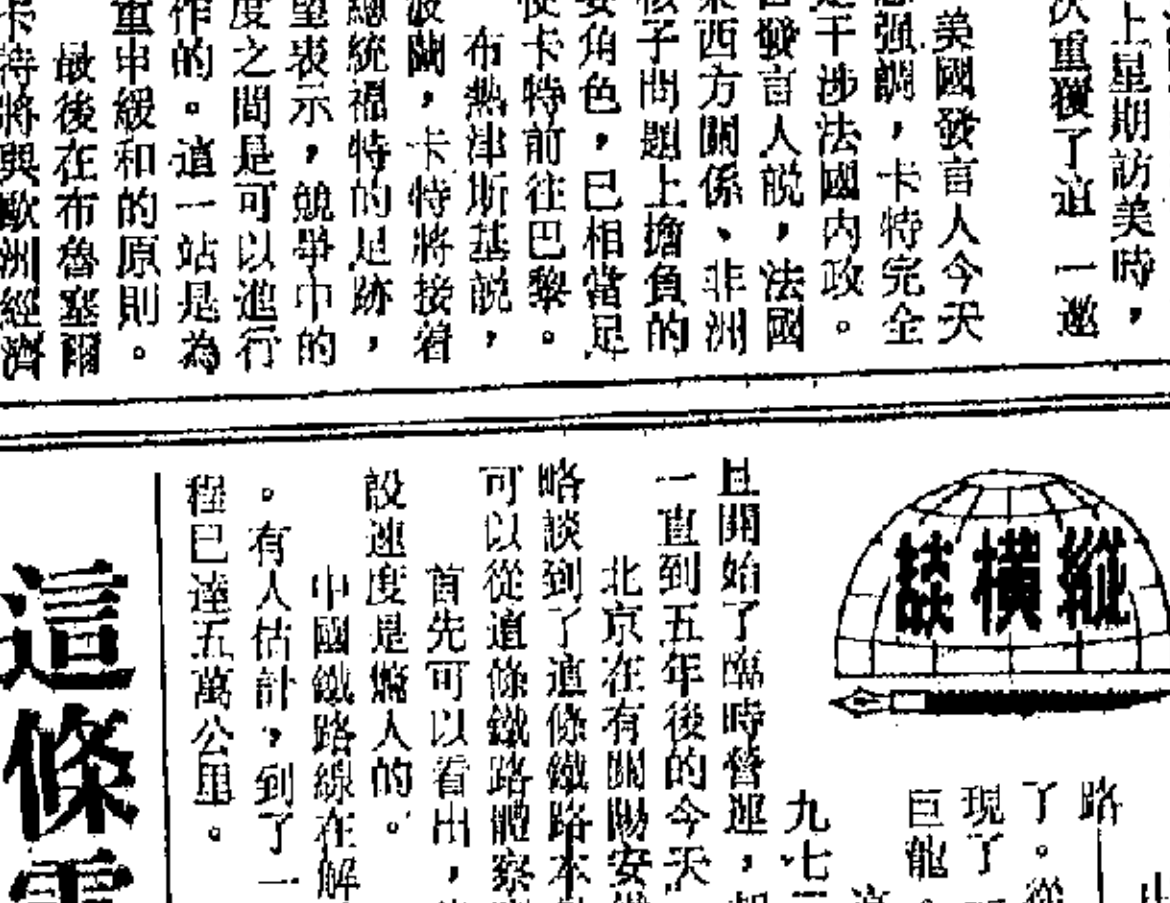 上星期訪美時，
次重獲了這一邀
美國發言人今天
強調，卡特完全
是干涉法國內政。
發言人說，法國
東西方關係、非洲
核子問題上擔負的
要角色，已相當足
使卡特前往巴黎。
布熱津斯基說，
波蘭，卡特將接着
總統福特的足跡，
望表示，競爭中的
度之間是可以進行
作的。這一站是為
重申緩和的原則。
最後在布魯塞爾
卡特將與歐洲經濟
縱橫談
路
了。從
現了
巨龍
九七
且開始了臨時營運，
一直到五年後的今天
北京在有關陽安
略談到了這條鐵路本
可以從這條鐵路體察
首先可以看出，
設速度是驚人的。
中國鐵路線在解
。有人估計，到了一
程已達五萬公里。
這條